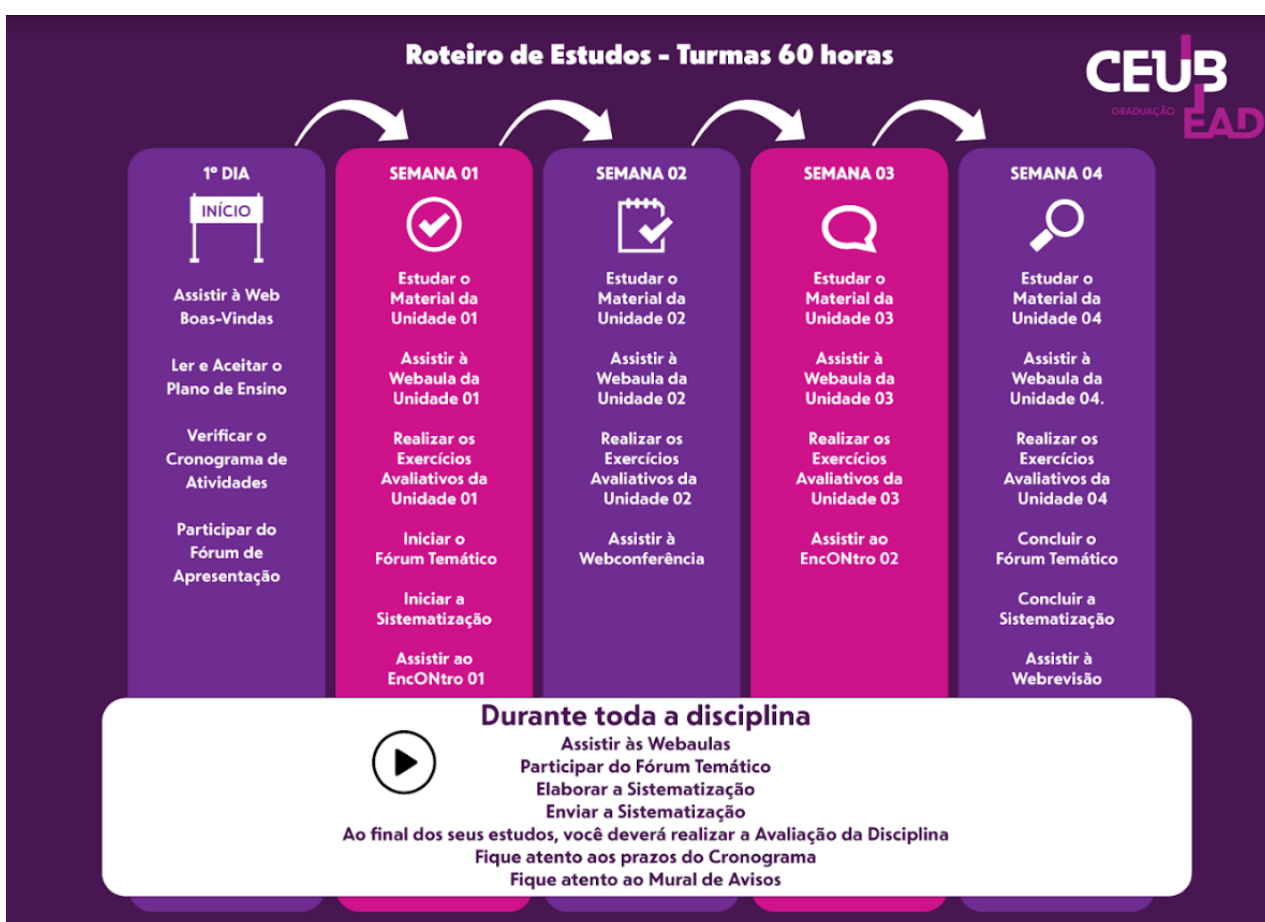 Roteiro de Estudos - Turmas 60 horas
CEUB
GRADUAÇÃO
EAD
1º DIA
INÍCIO
Assistir à Web
Boas-Vindas
Ler e Aceitar o
Plano de Ensino
Verificar o
Cronograma de
Atividades
Participar do
Fórum de
Apresentação
SEMANA 01
Estudar o
Material da
Unidade 01
Assistir à
Webaula da
Unidade 01
Realizar os
Exercícios
Avaliativos da
Unidade 01
Iniciar o
Fórum Temático
Iniciar a
Sistematização
Assistir ao
EncONtro 01
SEMANA 02
Estudar o
Material da
Unidade 02
Assistir à
Webaula da
Unidade 02
Realizar os
Exercícios
Avaliativos da
Unidade 02
Assistir à
Webconferência
SEMANA 03
Estudar o
Material da
Unidade 03
Assistir à
Webaula da
Unidade 03
Realizar os
Exercícios
Avaliativos da
Unidade 03
Assistir ao
EncONtro 02
SEMANA 04
Estudar o
Material da
Unidade 04
Assistir à
Webaula da
Unidade 04.
Realizar os
Exercícios
Avaliativos da
Unidade 04
Concluir o
Fórum Temático
Concluir a
Sistematização
Assistir à
Webrevisão
Durante toda a disciplina
Assistir às Webaulas
Participar do Fórum Temático
Elaborar a Sistematização
Enviar a Sistematização
Ao final dos seus estudos, você deverá realizar a Avaliação da Disciplina
Fique atento aos prazos do Cronograma
Fique atento ao Mural de Avisos